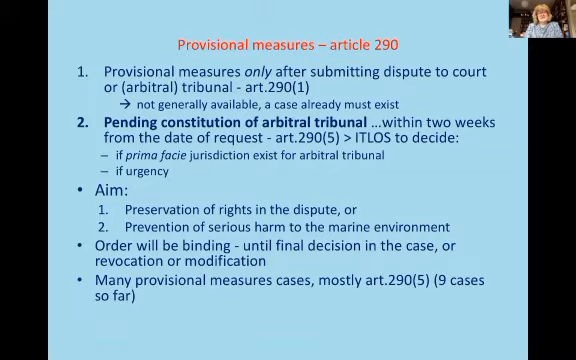 Provisional measures – article 290
1. Provisional measures only after submitting dispute to court
or (arbitral) tribunal - art.290(1)
→ not generally available, a case already must exist
2. Pending constitution of arbitral tribunal …within two weeks
from the date of request - art.290(5) > ITLOS to decide:
– if prima facie jurisdiction exist for arbitral tribunal
– if urgency
• Aim:
1. Preservation of rights in the dispute, or
2. Prevention of serious harm to the marine environment
• Order will be binding - until final decision in the case, or
revocation or modification
• Many provisional measures cases, mostly art.290(5) (9 cases
so far)